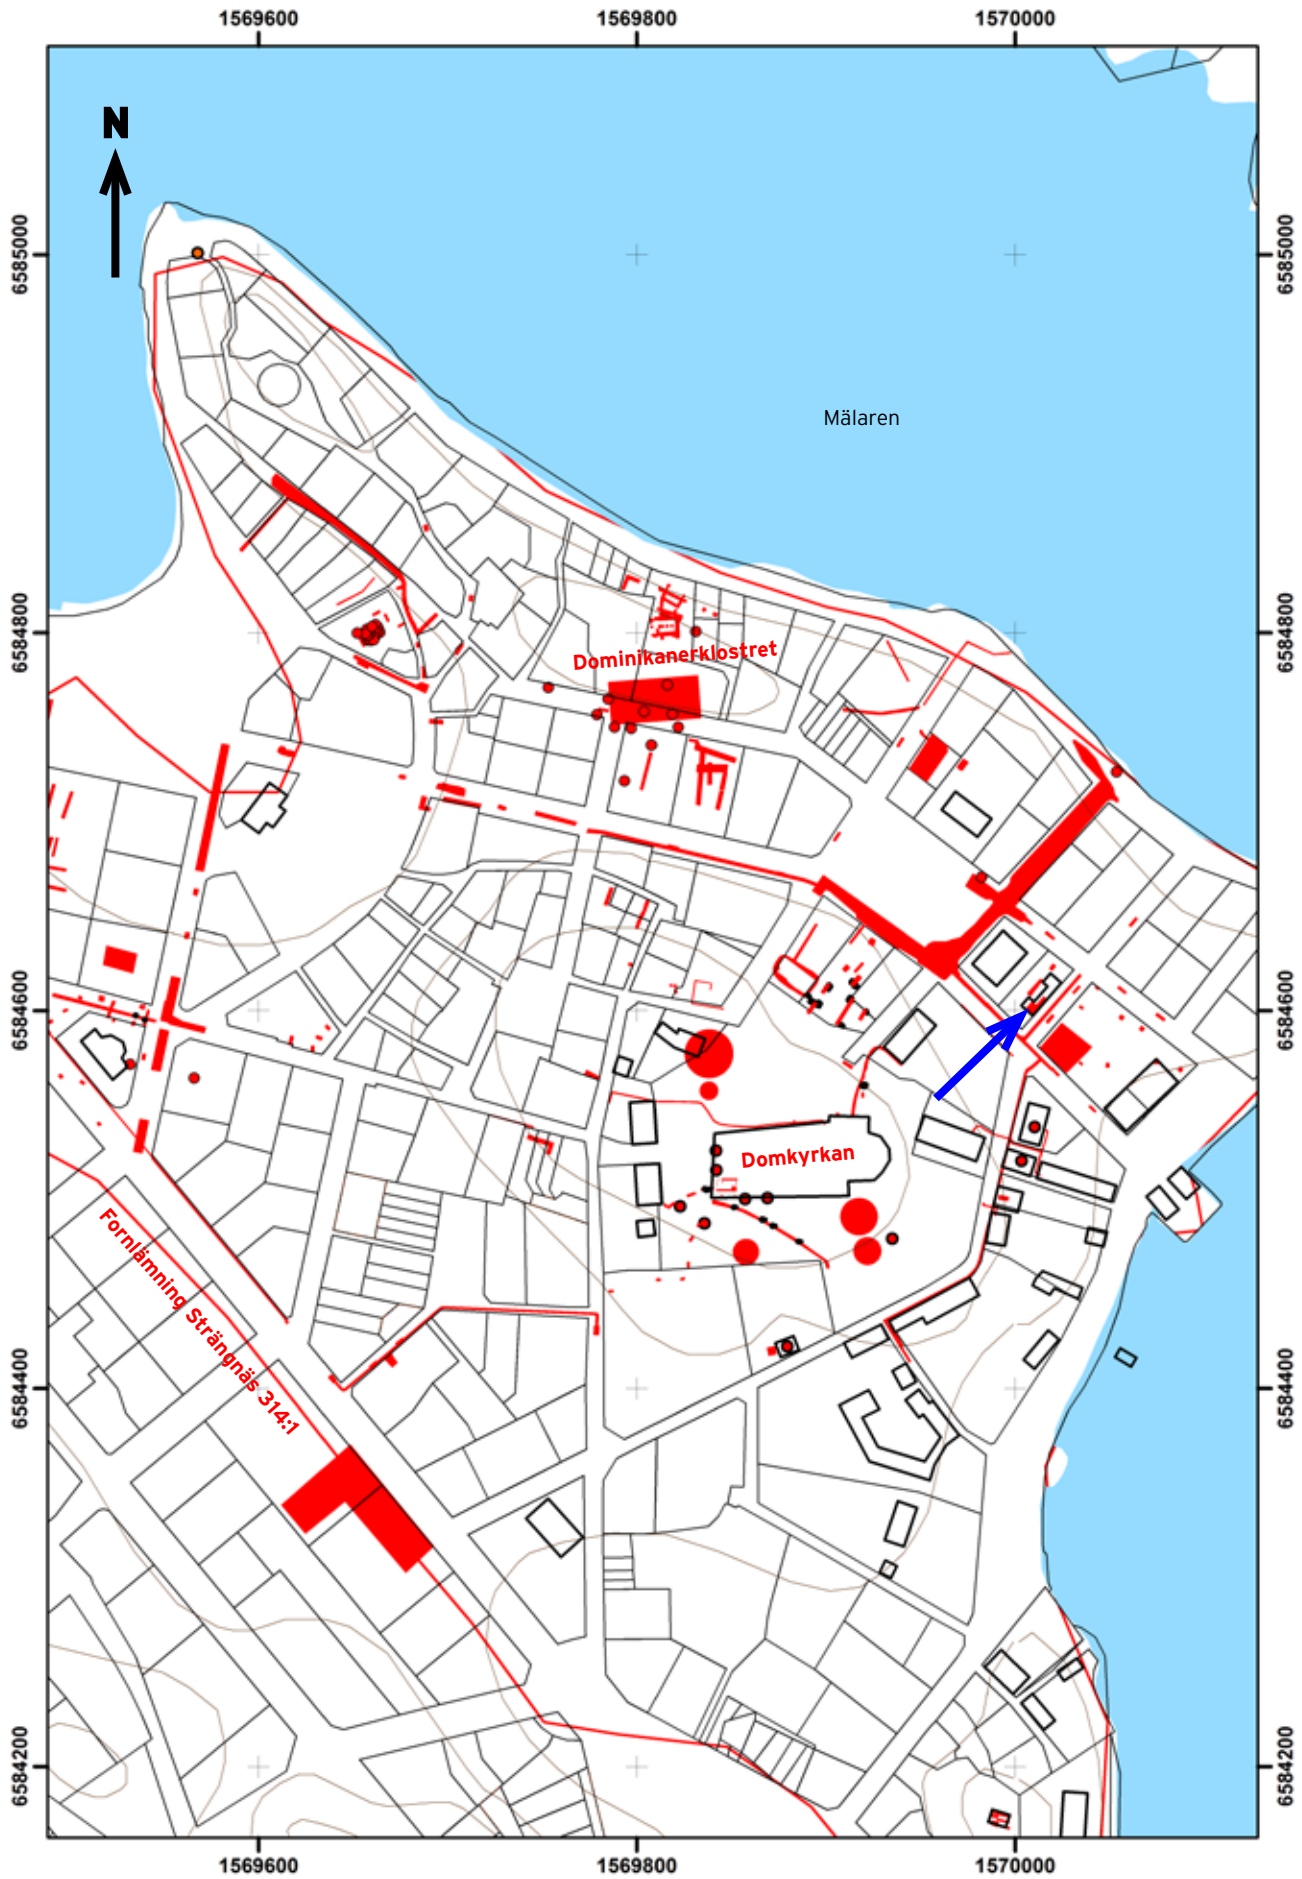 1569600 1569800 1570000
N
6585000 6585000
Mälaren
6584800 6584800
Dominikanerklostret
6584600 6584600
Domkyrkan
Fornlämning Strängnäs 314:1
6584400 6584400
6584200 6584200
1569600 1569800 1570000